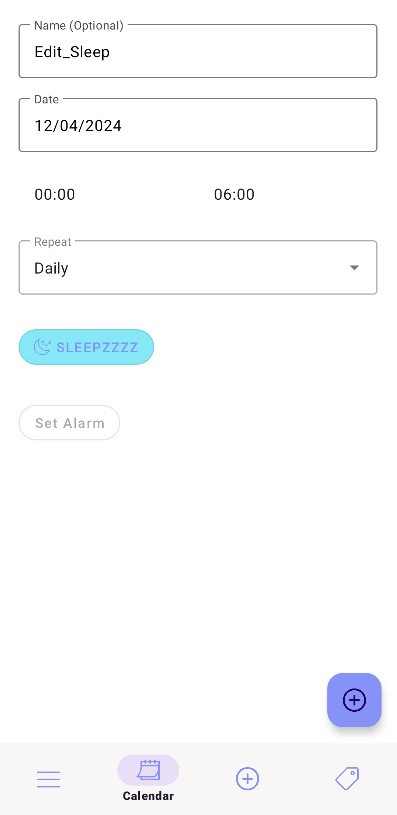 Name (Optional)
Edit_Sleep
Date
12/04/2024
00:00 06:00
Repeat
Daily
SLEEPZZZZ
Set Alarm
Calendar